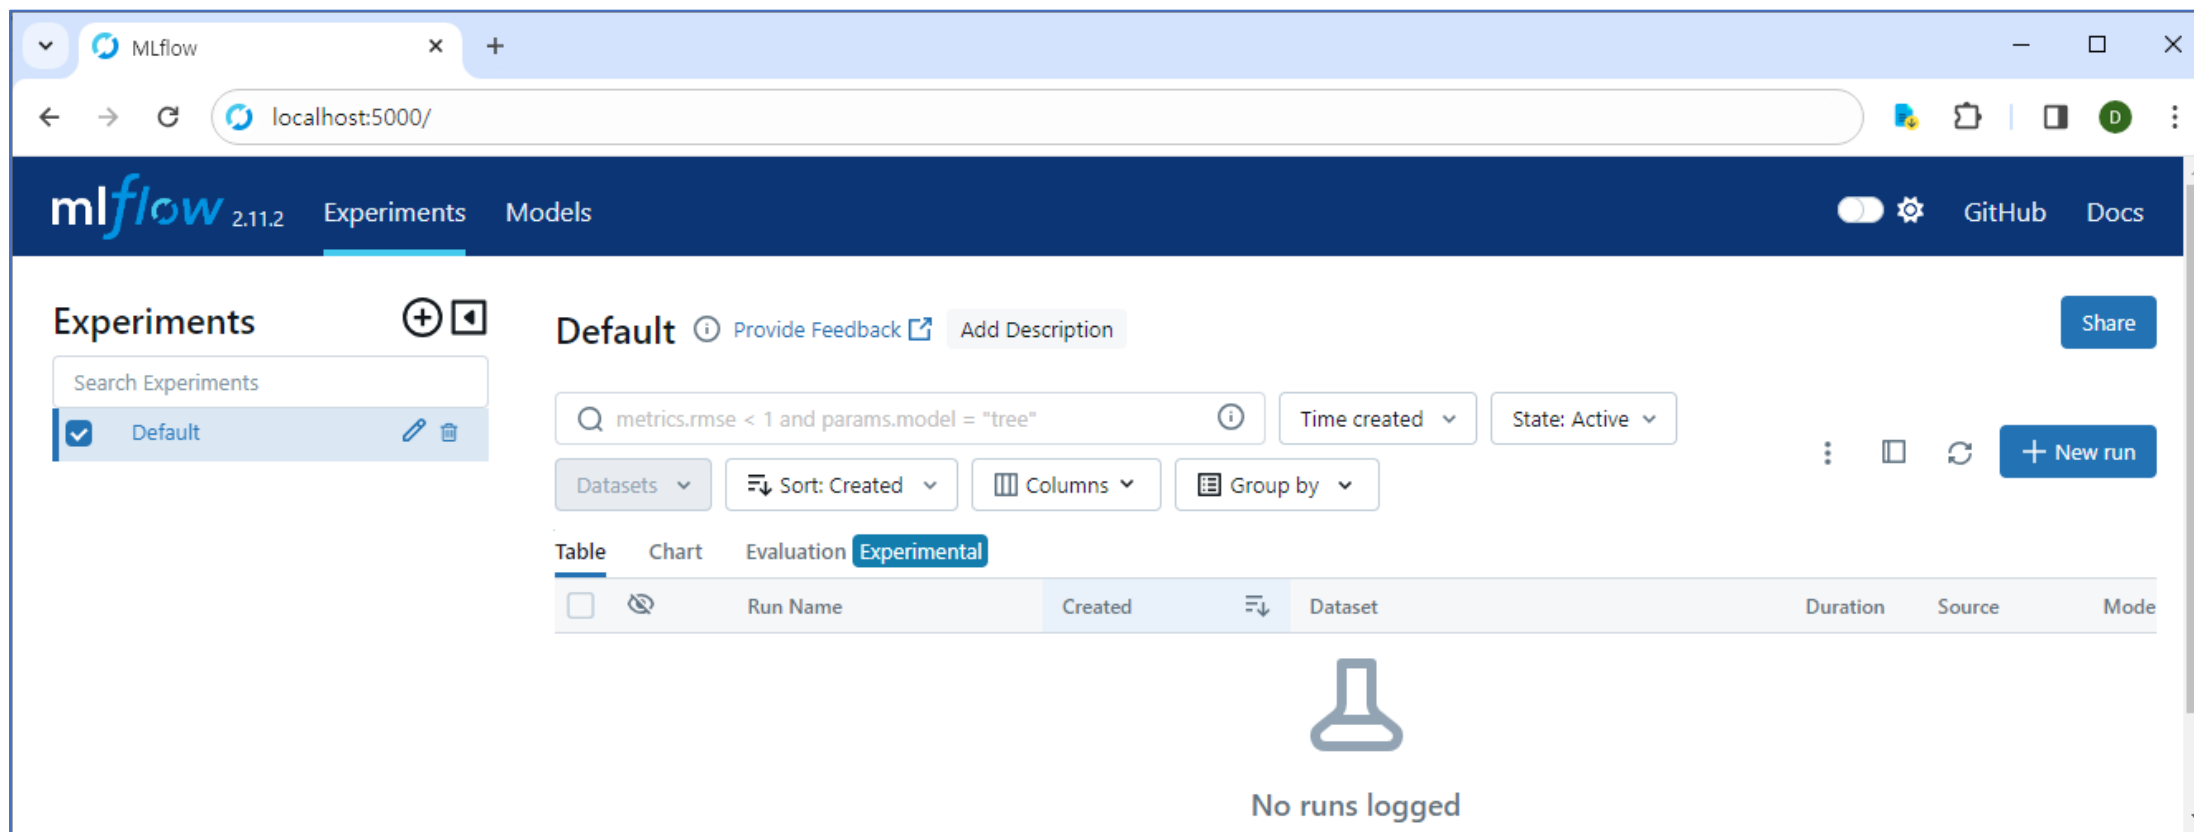 MLflow
localhost:5000/
mlflow 2.11.2 Experiments Models GitHub Docs
Experiments
Default Provide Feedback Add Description Share
Search Experiments
Default
metrics.rmse < 1 and params.model = "tree" Time created State: Active
New run
Datasets Sort: Created Columns Group by
Table Chart Evaluation Experimental
Run Name Created Dataset Duration Source Mode
No runs logged
D